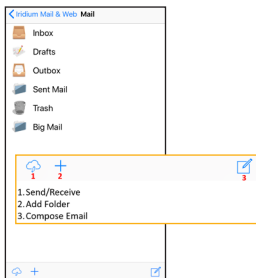 Iridium Mail & Web Mail
Inbox
Drafts
Outbox
Sent Mail
Trash
Big Mail
1 2 3
1.Send/Receive
2.Add Folder
3.Compose Email